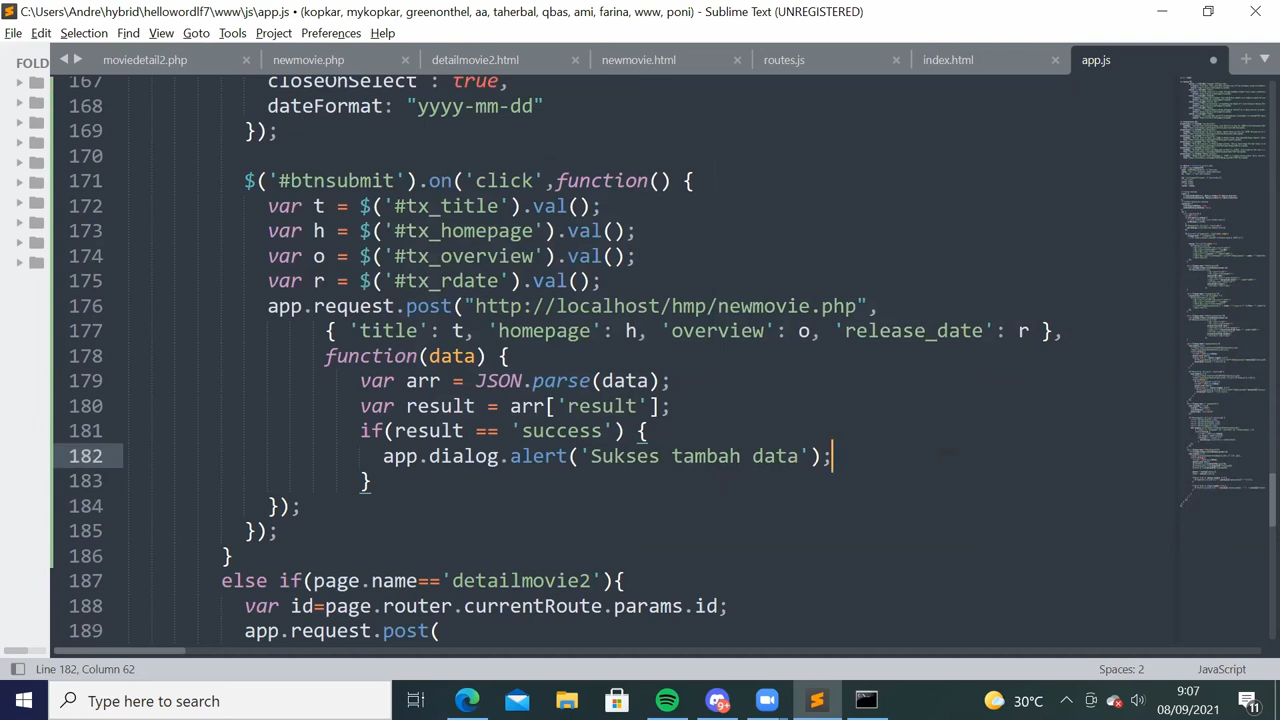 C:\Users\Andre\hybrid\hellowordlf7\www\js\app.js • (kopkar, mykopkar, greenanthel, aa, taherbal, qbas, ami, farina, www, poni) - Sublime Text (UNREGISTERED)
File Edit Selection Find View Goto Tools Project Preferences Help
FOLD
moviedetail2.php newmovie.php detailmovie2.html newmovie.html routes.js index.html app.js
167 closeOnSelect : true,
168 dateFormat: "yyyy-mm-dd"
169 });
170
171 $('#btnsubmit').on('click',function() {
172 var t = $('#tx_title').val();
173 var h = $('#tx_homepage').val();
174 var o = $('#tx_overview').val();
175 var r = $('#tx_rdate').val();
176 app.request.post("http://localhost/hmp/newmovie.php",
177 { 'title': t, 'homepage': h, 'overview': o, 'release_date': r },
178 function(data) {
179 var arr = JSON.parse(data);
180 var result = arr['result'];
181 if(result == 'success') {
182 app.dialog.alert('Sukses tambah data');
183 }
184 });
185 });
186 }
187 else if(page.name=='detailmovie2'){
188 var id=page.router.currentRoute.params.id;
189 app.request.post(
Line 182, Column 62 Spaces: 2 JavaScript
Type here to search 9+ 30°C 9:07
08/09/2021 11